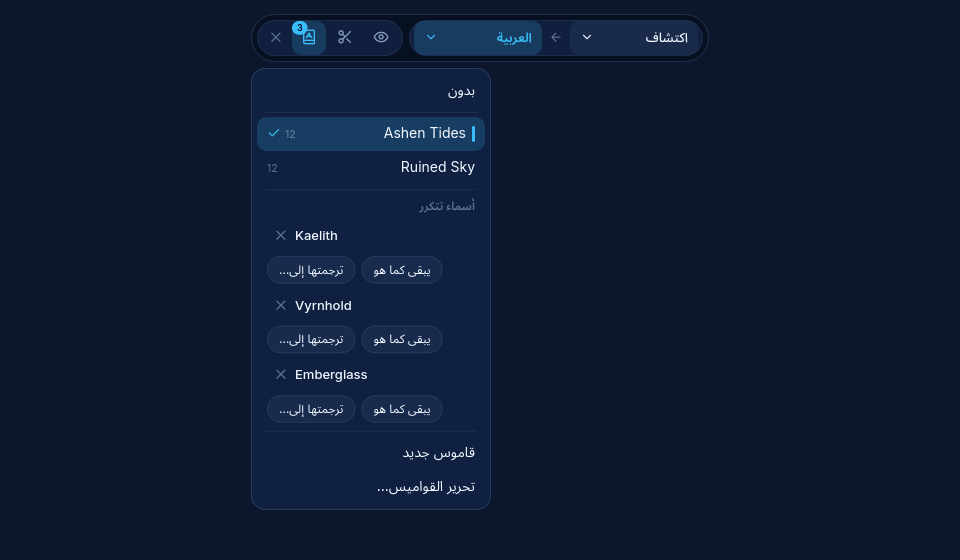 اكتشاف
العربية
3
بدون
Ashen Tides 12
Ruined Sky 12
أسماء تتكرر
Kaelith
يبقى كما هو
ترجمتها إلى...
Vyrnhold
يبقى كما هو
ترجمتها إلى...
Emberglass
يبقى كما هو
ترجمتها إلى...
قاموس جديد
تحرير القواميس...